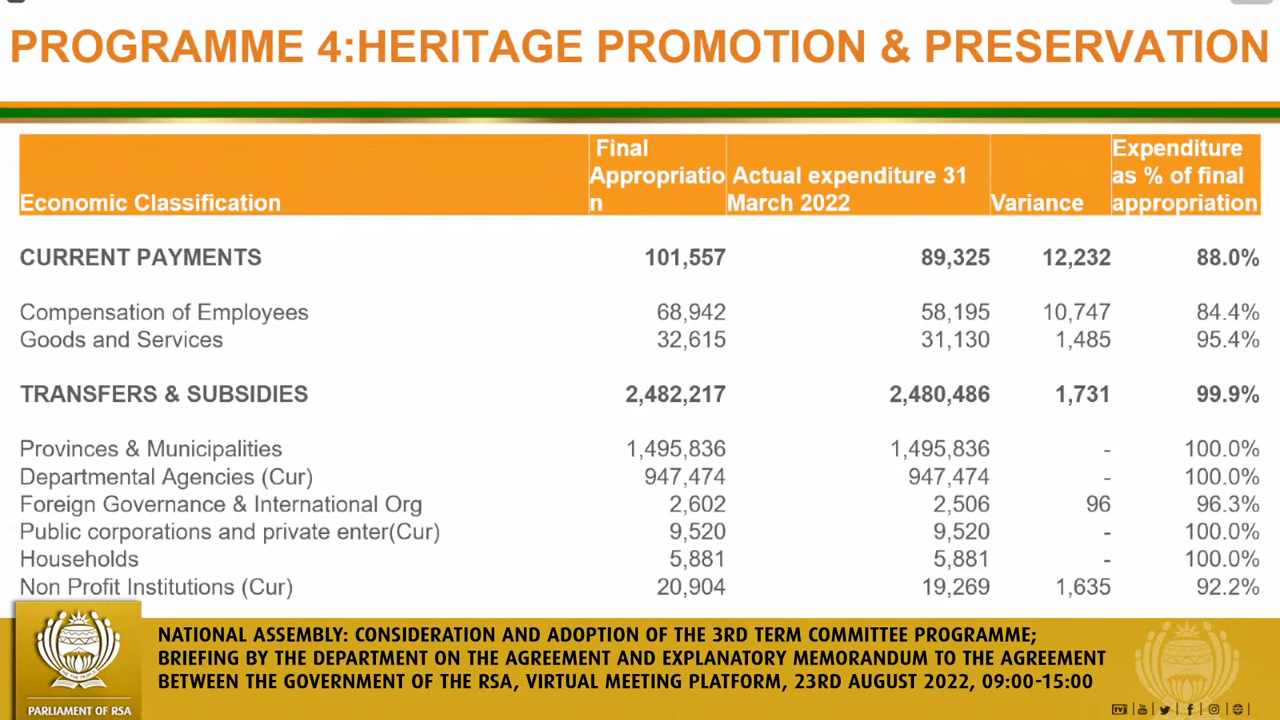 PROGRAMME 4:HERITAGE PROMOTION & PRESERVATION
Economic Classification Final Appropriatio n Actual expenditure 31 March 2022 Variance Expenditure as % of final appropriation
CURRENT PAYMENTS 101,557 89,325 12,232 88.0%
Compensation of Employees 68,942 58,195 10,747 84.4%
Goods and Services 32,615 31,130 1,485 95.4%
TRANSFERS & SUBSIDIES 2,482,217 2,480,486 1,731 99.9%
Provinces & Municipalities 1,495,836 1,495,836 - 100.0%
Departmental Agencies (Cur) 947,474 947,474 - 100.0%
Foreign Governance & International Org 2,602 2,506 96 96.3%
Public corporations and private enter(Cur) 9,520 9,520 - 100.0%
Households 5,881 5,881 - 100.0%
Non Profit Institutions (Cur) 20,904 19,269 1,635 92.2%
NATIONAL ASSEMBLY: CONSIDERATION AND ADOPTION OF THE 3RD TERM COMMITTEE PROGRAMME;
BRIEFING BY THE DEPARTMENT ON THE AGREEMENT AND EXPLANATORY MEMORANDUM TO THE AGREEMENT
BETWEEN THE GOVERNMENT OF THE RSA, VIRTUAL MEETING PLATFORM, 23RD AUGUST 2022, 09:00-15:00
PARLIAMENT OF RSA